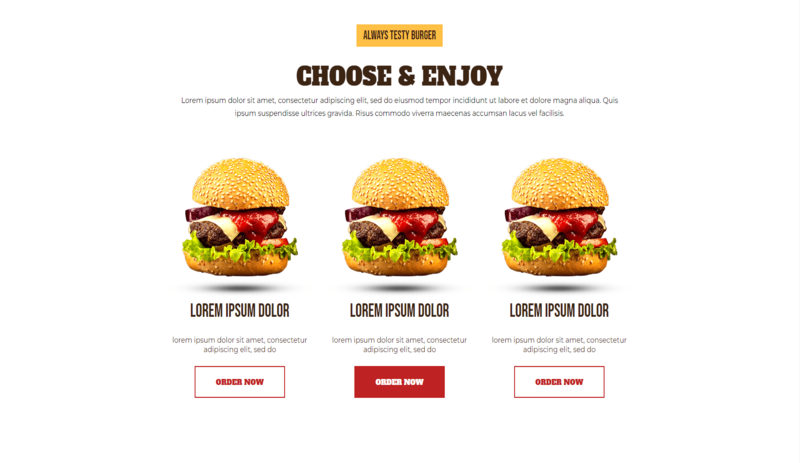 ALWAYS TESTY BURGER
CHOOSE & ENJOY
Lorem ipsum dolor sit amet, consectetur adipiscing elit, sed do eiusmod tempor incididunt ut labore et dolore magna aliqua. Quis
ipsum suspendisse ultrices gravida. Risus commodo viverra maecenas accumsan lacus vel facilisis.
LOREM IPSUM DOLOR
lorem ipsum dolor sit amet, consectetur
adipiscing elit, sed do
ORDER NOW
LOREM IPSUM DOLOR
lorem ipsum dolor sit amet, consectetur
adipiscing elit, sed do
ORDER NOW
LOREM IPSUM DOLOR
lorem ipsum dolor sit amet, consectetur
adipiscing elit, sed do
ORDER NOW